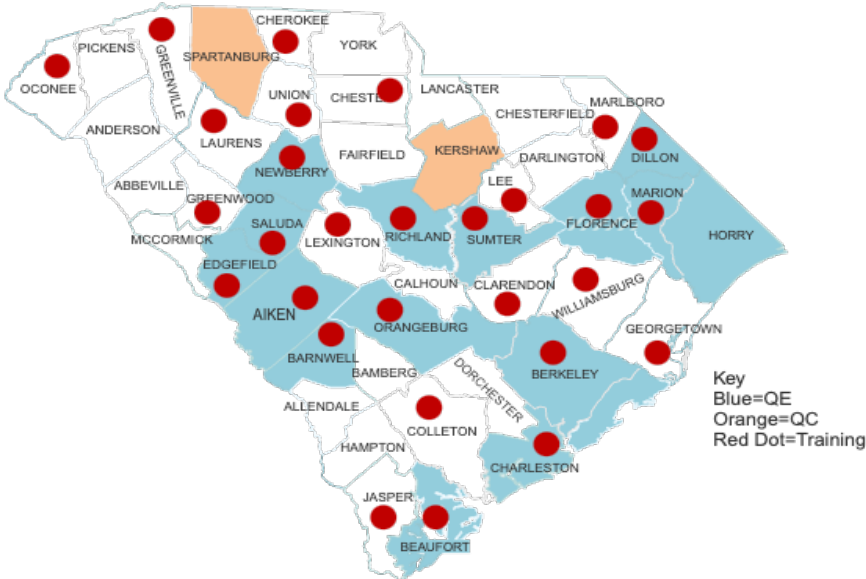 CHEROKEE
PICKENS
YORK
GREENVILLE
SPARTANBURG
OCONEE
UNION
CHESTE
LANCASTER
CHESTERFIELD
MARLBORO
ANDERSON
LAURENS
FAIRFIELD
KERSHAW
DARLINGTON
DILLON
NEWBERRY
LEE
ABBEVILLE
GREENWOOD
MARION
SALUDA
FLORENCE
MCCORMICK
LEXINGTON
RICHLAND
SUMTER
HORRY
EDGEFIELD
CALHOUN
CLARENDON
WILLIAMSBURG
AIKEN
ORANGEBURG
GEORGETOWN
BARNWELL
BAMBERG
DORCHESTER
BERKELEY
ALLENDALE
COLLETON
HAMPTON
CHARLESTON
JASPER
BEAUFORT
Key
Blue=QE
Orange=QC
Red Dot=Training